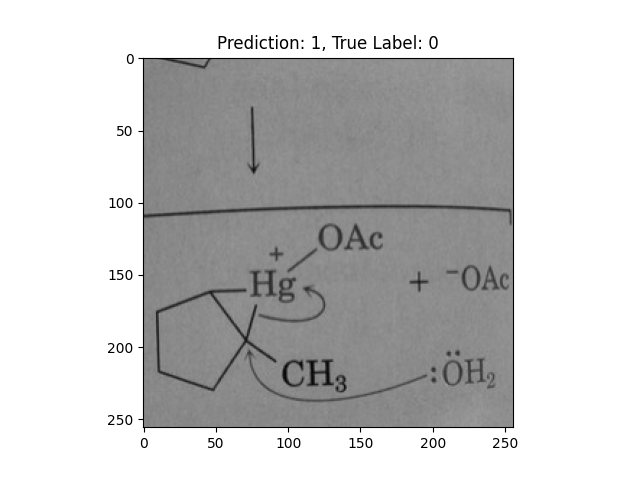 Prediction: 1, True Label: 0
0
50
100
150
200
250
OAc
+
Hg
+ ⁻OAc
CH₃
:ÖH₂
0 50 100 150 200 250